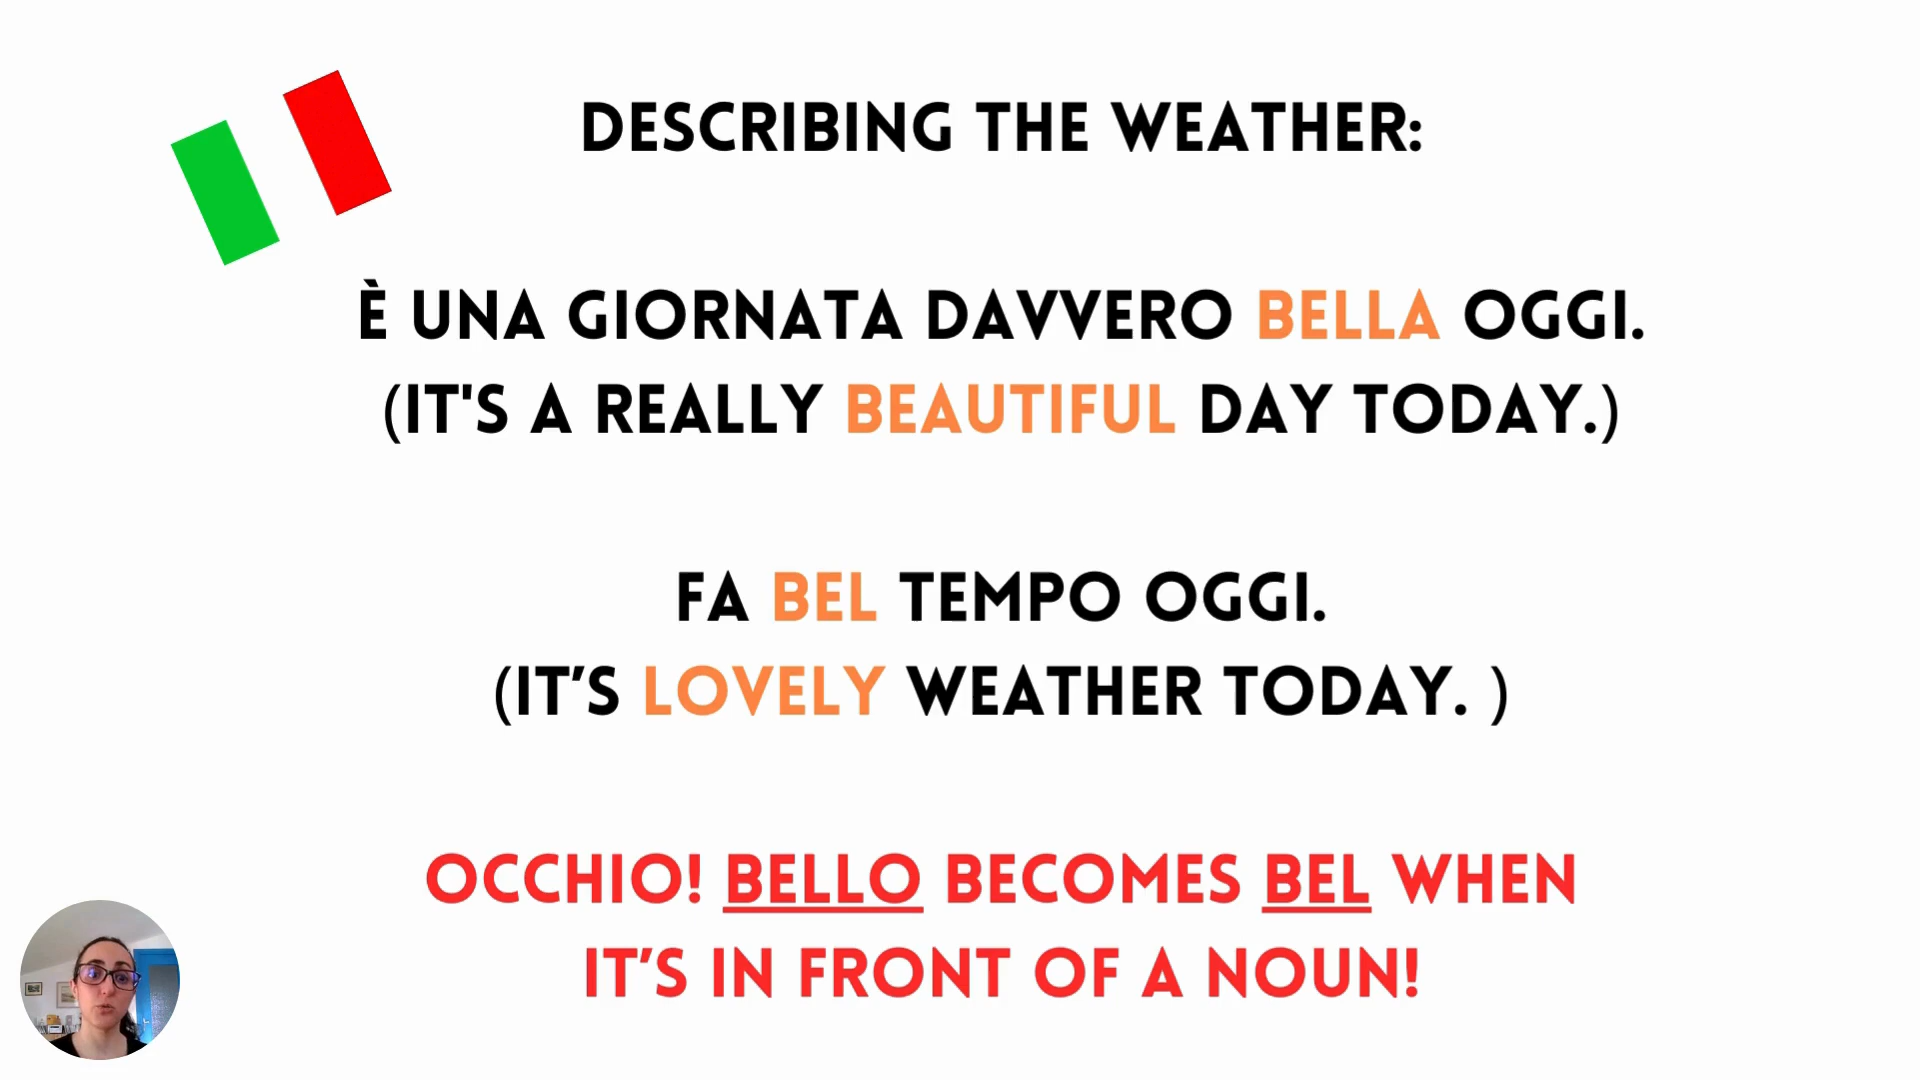 DESCRIBING THE WEATHER:
È UNA GIORNATA DAVVERO BELLA OGGI.
(IT'S A REALLY BEAUTIFUL DAY TODAY.)
FA BEL TEMPO OGGI.
(IT’S LOVELY WEATHER TODAY. )
OCCHIO! BELLO BECOMES BEL WHEN
IT’S IN FRONT OF A NOUN!